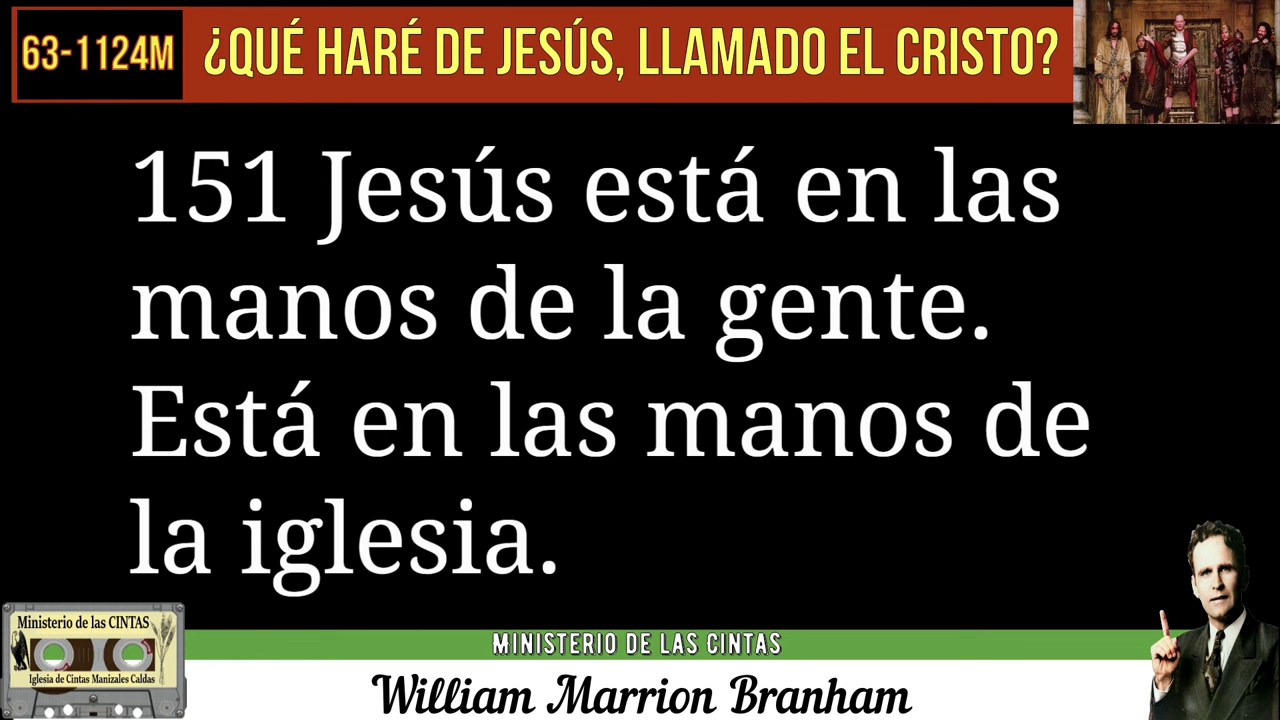 63-1124M
¿QUÉ HARÉ DE JESÚS, LLAMADO EL CRISTO?
151 Jesús está en las
manos de la gente.
Está en las manos de
la iglesia.
Ministerio de las CINTAS
Iglesia de Cintas Manizales Caldas
MINISTERIO DE LAS CINTAS
William Marrion Branham